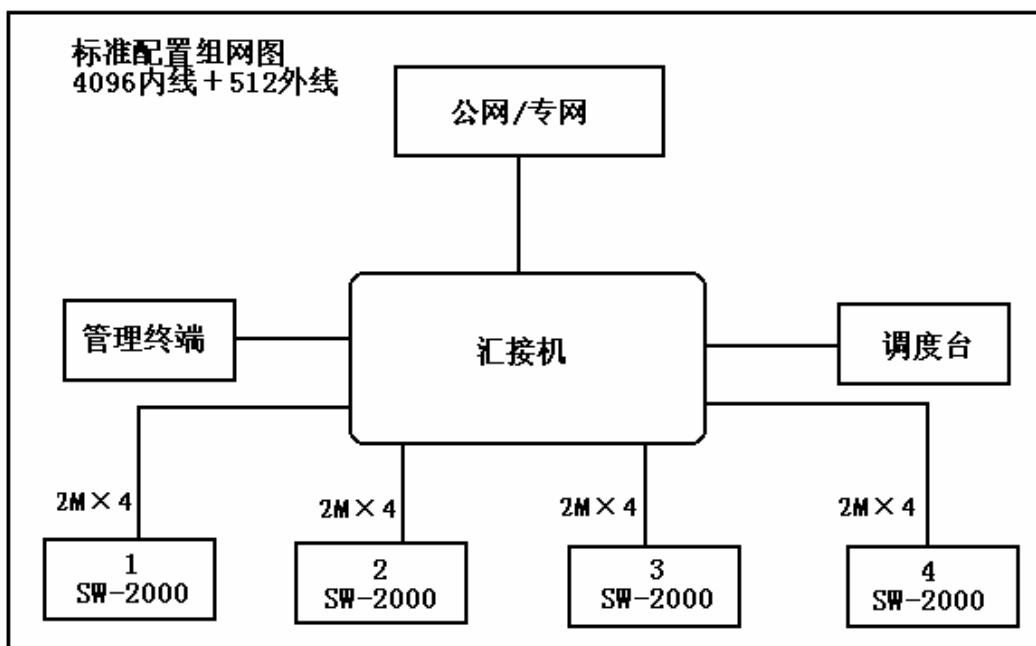 标准配置组网图
4096内线＋512外线
公网/专网
管理终端
汇接机
调度台
2M×4
2M×4
2M×4
2M×4
1
SW-2000
2
SW-2000
3
SW-2000
4
SW-2000